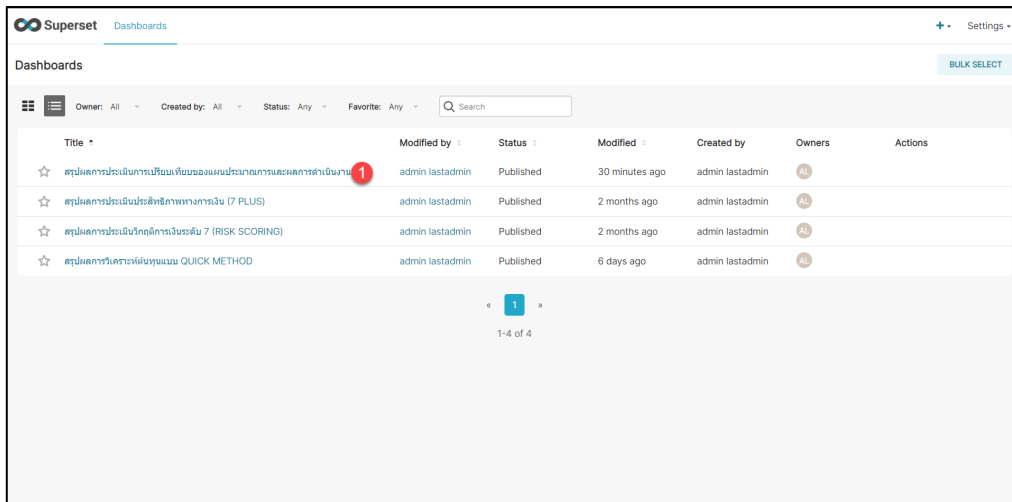 Superset Dashboards Settings
Dashboards BULK SELECT
Owner: All Created by: All Status: Any Favorite: Any Search
Title Modified by Status Modified Created by Owners Actions
สรุปผลการประเมินการเปรียบเทียบของแผนประมาณการและผลการดำเนินงาน 1 admin lastadmin Published 30 minutes ago admin lastadmin AL
สรุปผลการประเมินประสิทธิภาพทางการเงิน (7 PLUS) admin lastadmin Published 2 months ago admin lastadmin AL
สรุปผลการประเมินวิกฤติการเงินระดับ 7 (RISK SCORING) admin lastadmin Published 2 months ago admin lastadmin AL
สรุปผลการวิเคราะห์ต้นทุนแบบ QUICK METHOD admin lastadmin Published 6 days ago admin lastadmin AL
« 1 »
1-4 of 4